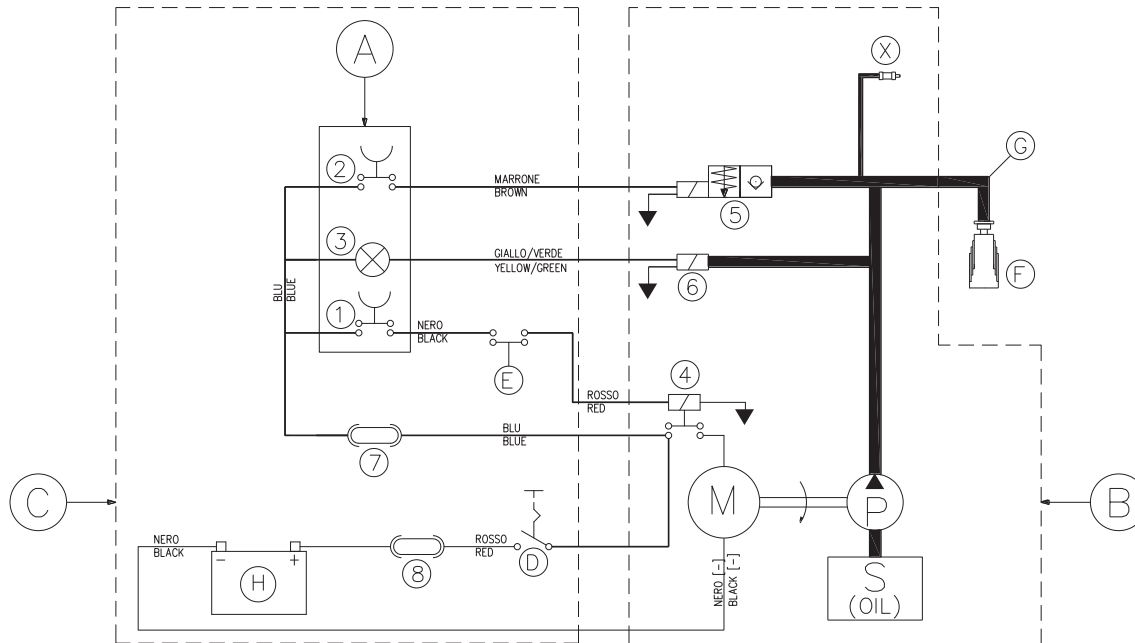 A
X
2
MARRONE
BROWN
G
5
3
GIALLO/VERDE
YELLOW/GREEN
6
F
BLU
BLUE
1
NERO
BLACK
E
4
ROSSO
RED
BLU
BLUE
7
C
M
P
B
NERO
BLACK
- +
H
8
ROSSO
RED
D
NERO [-]
BLACK [-]
S
(OIL)